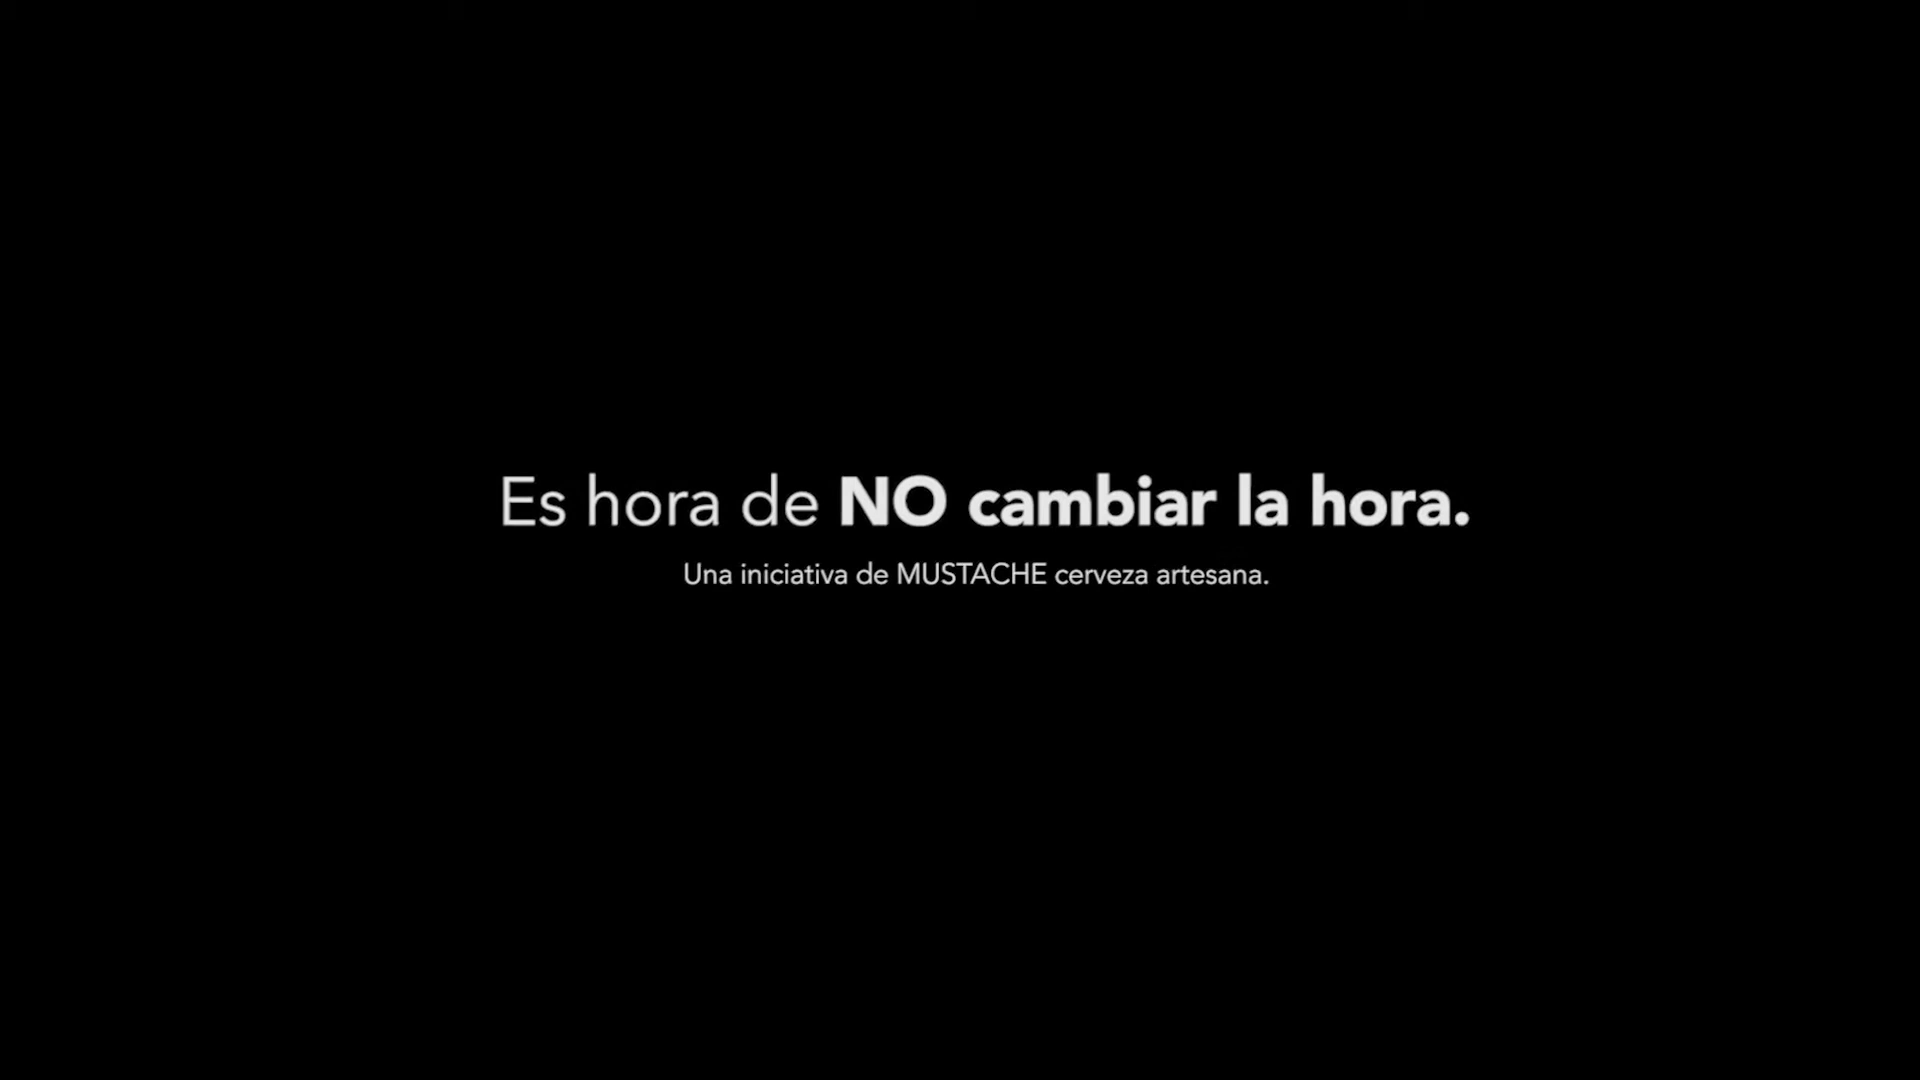 Es hora de NO cambiar la hora.
Una iniciativa de MUSTACHE cerveza artesana.